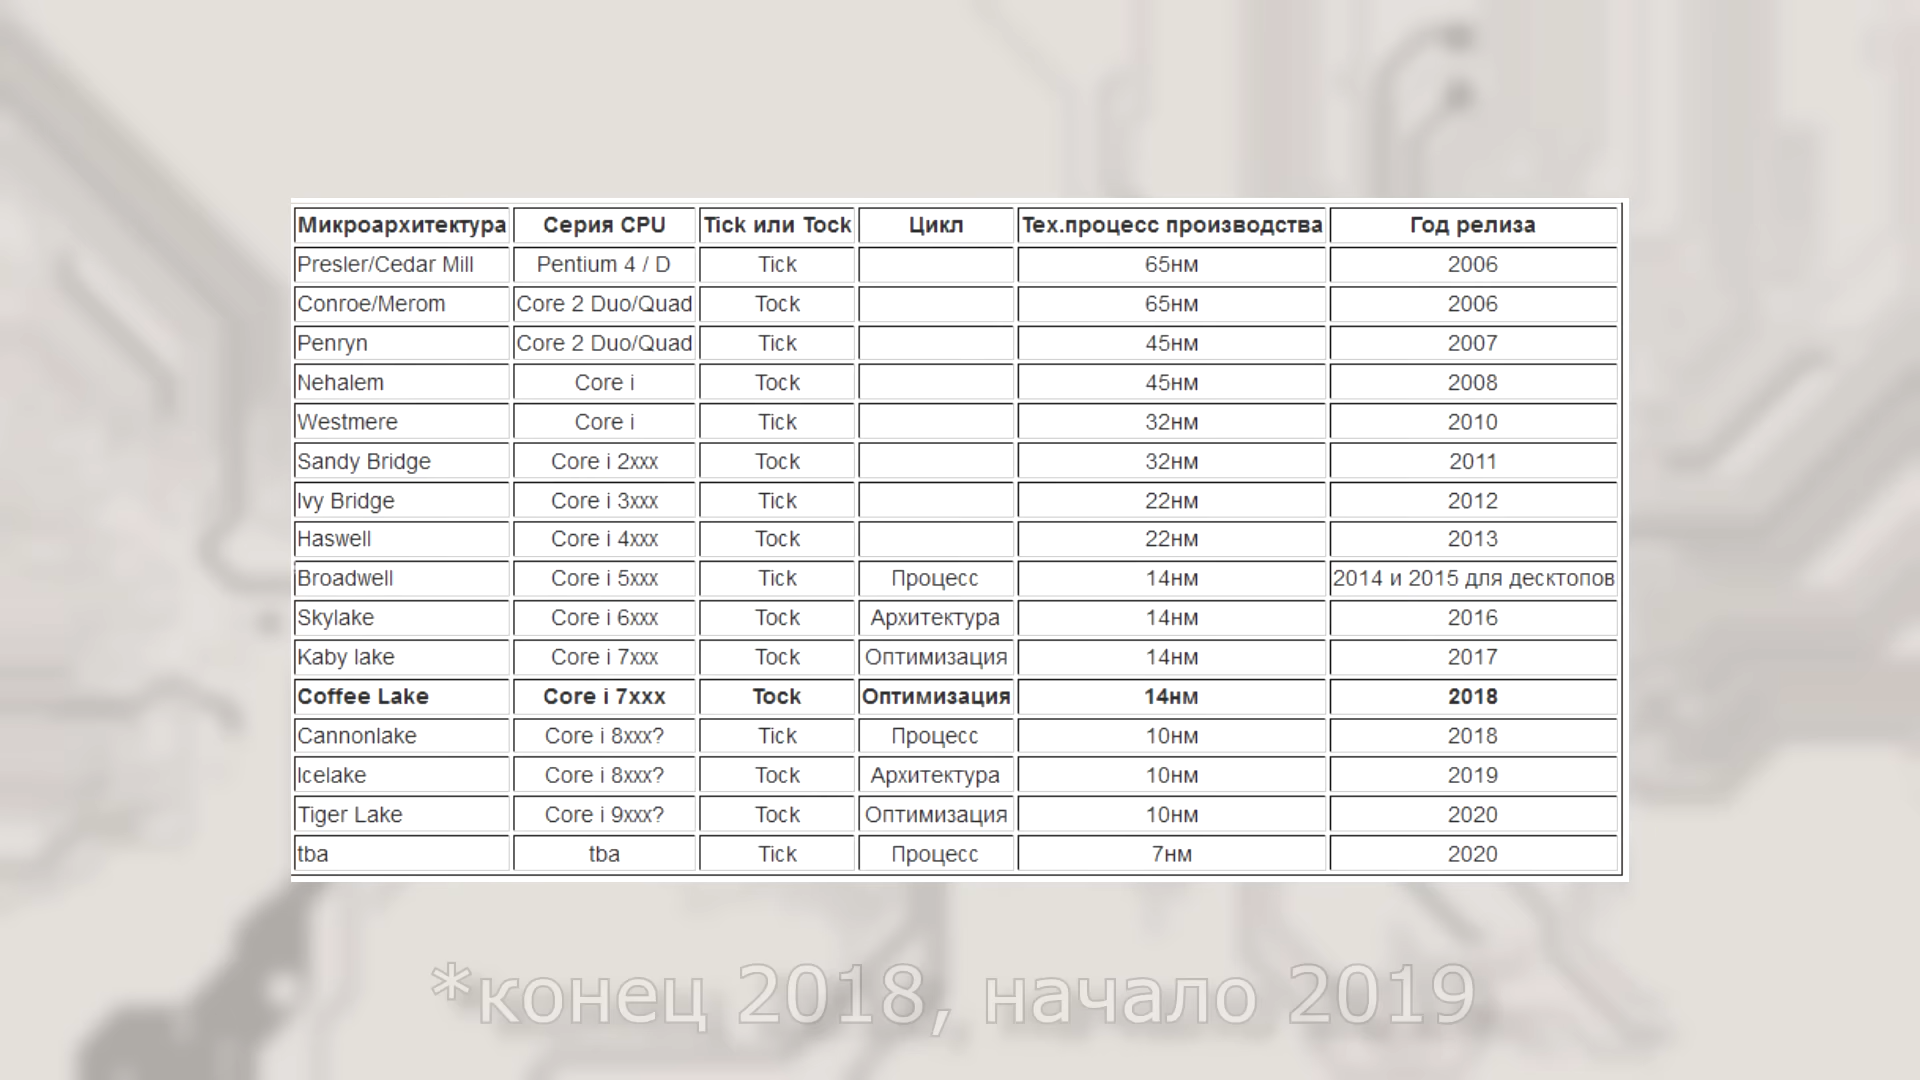 Микроархитектура Серия CPU Tick или Tock Цикл Тех.процесс производства Год релиза
Presler/Cedar Mill Pentium 4 / D Tick 65нм 2006
Conroe/Merom Core 2 Duo/Quad Tock 65нм 2006
Penryn Core 2 Duo/Quad Tick 45нм 2007
Nehalem Core i Tock 45нм 2008
Westmere Core i Tick 32нм 2010
Sandy Bridge Core i 2xxx Tock 32нм 2011
Ivy Bridge Core i 3xxx Tick 22нм 2012
Haswell Core i 4xxx Tock 22нм 2013
Broadwell Core i 5xxx Tick Процесс 14нм 2014 и 2015 для десктопов
Skylake Core i 6xxx Tock Архитектура 14нм 2016
Kaby lake Core i 7xxx Tock Оптимизация 14нм 2017
Coffee Lake Core i 7xxx Tock Оптимизация 14нм 2018
Cannonlake Core i 8xxx? Tick Процесс 10нм 2018
Icelake Core i 8xxx? Tock Архитектура 10нм 2019
Tiger Lake Core i 9xxx? Tock Оптимизация 10нм 2020
tba tba Tick Процесс 7нм 2020
*конец 2018, начало 2019